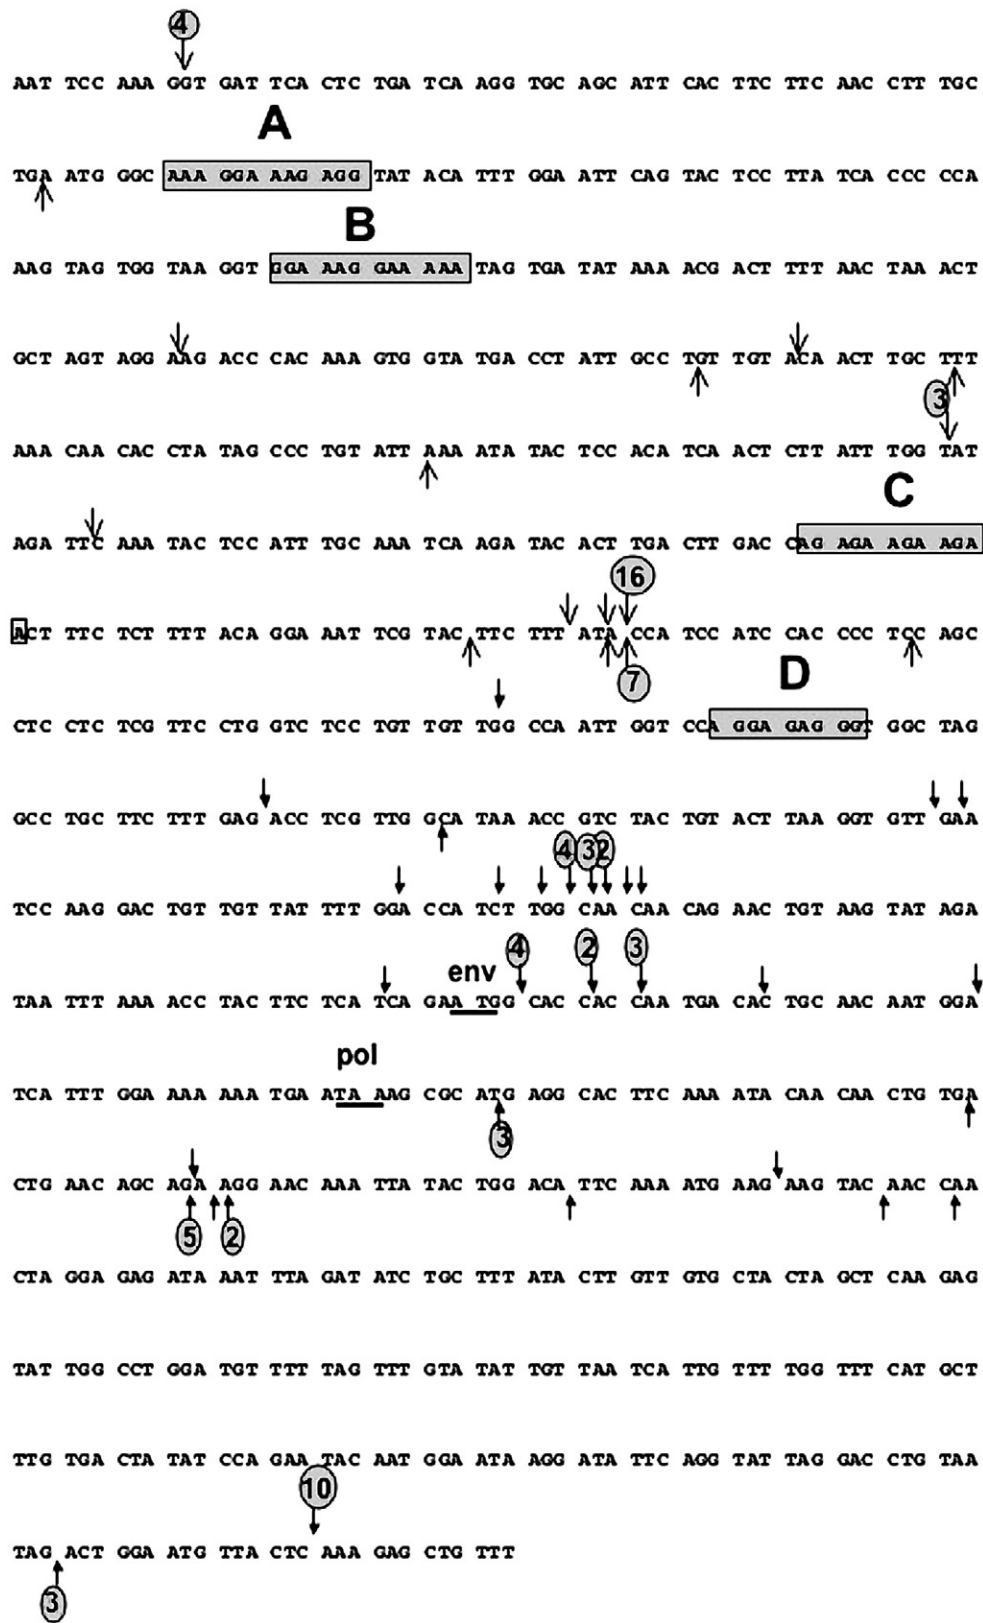 4
AAT TCC AAA GGT GAT TCA CTC TGA TCA AGG TGC AGC ATT CAC TTC TTC AAC CTT TGC
A
TGA ATG GGC AAA GGA AAG AGG TAT ACA TTT GGA ATT CAG TAC TCC TTA TCA CCC CCA
B
AAG TAG TGG TAA GGT GGA AAG GAA AAA TAG TGA TAT AAA ACG ACT TTT AAC TAA ACT
GCT AGT AGG AAG ACC CAC AAA GTG GTA TGA CCT ATT GCC TGT TGT ACA ACT TGC TTT
3
AAA CAA CAC CTA TAG CCC TGT ATT AAA ATA TAC TCC ACA TCA ACT CTT ATT TGG TAT
C
AGA TTC AAA TAC TCC ATT TGC AAA TCA AGA TAC ACT TGA CTT GAC CAG AGA AGA AGA
16
ACT TTC TCT TTT ACA GGA AAT TCG TAC TTC TTT ATA CCA TCC ATC CAC CCC TCC AGC
7
D
CTC CTC TCG TTC CTG GTC TCC TGT TGT TGG CCA ATT GGT CCA GGA GAG GGT GGC TAG
GCC TGC TTC TTT GAG ACC TCG TTG GCA TAA ACC GTC TAC TGT ACT TAA GGT GTT GAA
4 3 2
TCC AAG GAC TGT TGT TAT TTT GGA CCA TCT TGG CAA CAA CAG AAC TGT AAG TAT AGA
env 4 2 3
TAA TTT AAA ACC TAC TTC TCA TCA GAA TGG CAC CAC CAA TGA CAC TGC AAC AAT GGA
pol
TCA TTT GGA AAA AAA TGA ATA AAG CGC ATG AGG CAC TTC AAA ATA CAA CAA CTG TGA
3
CTG AAC AGC AGA AGG AAC AAA TTA TAC TGG ACA TTC AAA ATG AAG AAG TAC AAC CAA
5 2
CTA GGA GAG ATA AAT TTA GAT ATC TGC TTT ATA CTT GTT GTG CTA CTA GCT CAA GAG
TAT TGG CCT GGA TGT TTT TAG TTT GTA TAT TGT TAA TCA TTG TTT TGG TTT CAT GCT
TTG TGA CTA TAT CCA GAA TAC AAT GGA ATA AGG ATA TTC AGG TAT TAG GAC CTG TAA
10
TAG ACT GGA ATG TTA CTC AAA GAG CTG TTT
3